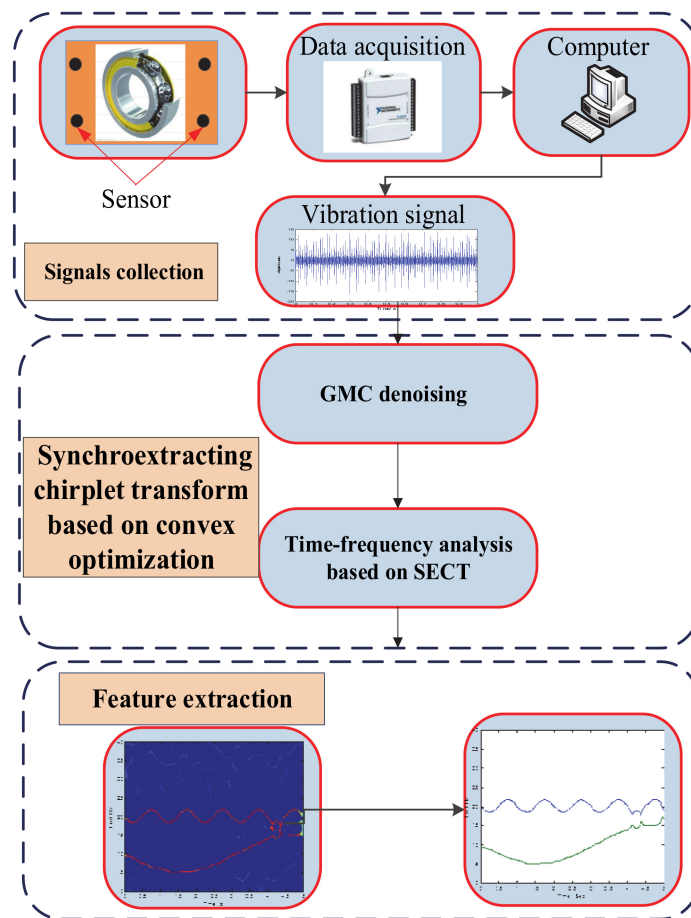 Data acquisition
Computer
Sensor
Vibration signal
Signals collection
GMC denoising
Synchroextracting
chirplet transform
based on convex
optimization
Time-frequency analysis
based on SECT
Feature extraction